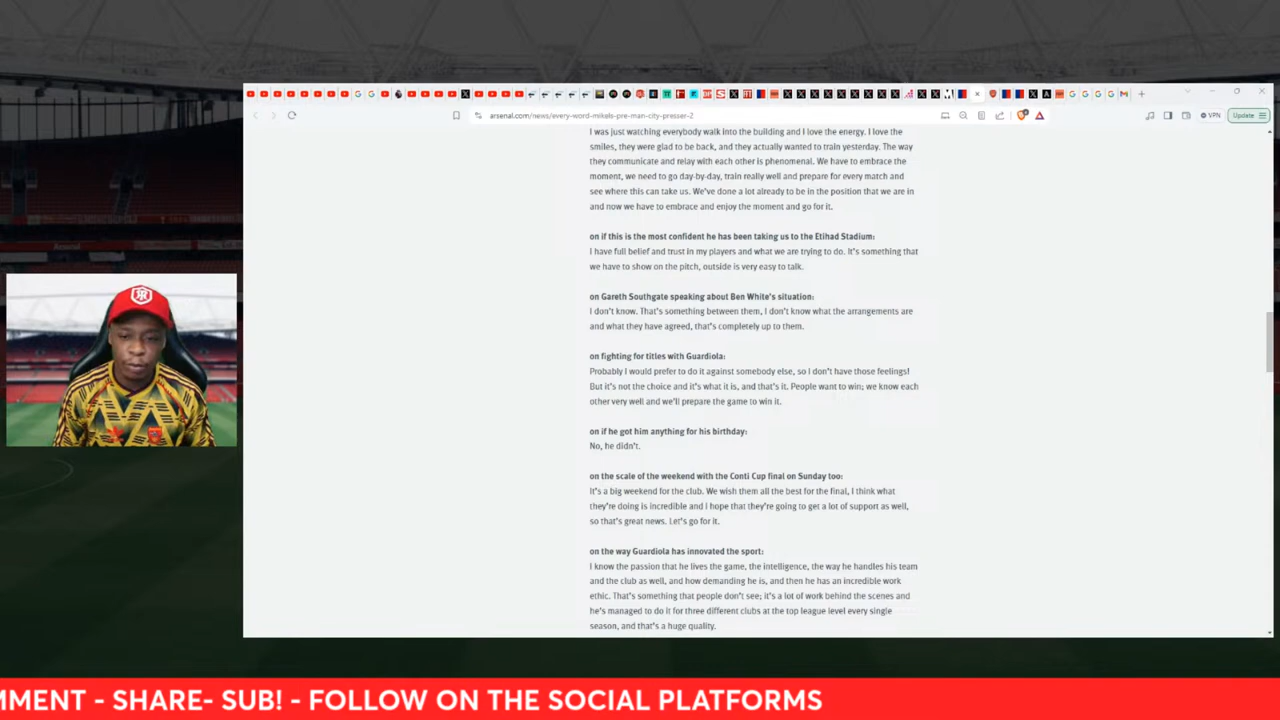 arsenal.com/news/every-word-mikels-pre-man-city-presser-2
VPN
Update
I was just watching everybody walk into the building and I love the energy. I love the
smiles, they were glad to be back, and they actually wanted to train yesterday. The way
they communicate and relay with each other is phenomenal. We have to embrace the
moment, we need to go day-by-day, train really well and prepare for every match and
see where this can take us. We've done a lot already to be in the position that we are in
and now we have to embrace and enjoy the moment and go for it.
on if this is the most confident he has been taking us to the Etihad Stadium:
I have full belief and trust in my players and what we are trying to do. It's something that
we have to show on the pitch, outside is very easy to talk.
on Gareth Southgate speaking about Ben White's situation:
I don't know. That's something between them, I don't know what the arrangements are
and what they have agreed, that's completely up to them.
on fighting for titles with Guardiola:
Probably I would prefer to do it against somebody else, so I don't have those feelings!
But it's not the choice and it's what it is, and that's it. People want to win; we know each
other very well and we'll prepare the game to win it.
on if he got him anything for his birthday:
No, he didn't.
on the scale of the weekend with the Conti Cup final on Sunday too:
It's a big weekend for the club. We wish them all the best for the final, I think what
they're doing is incredible and I hope that they're going to get a lot of support as well,
so that's great news. Let's go for it.
on the way Guardiola has innovated the sport:
I know the passion that he lives the game, the intelligence, the way he handles his team
and the club as well, and how demanding he is, and then he has an incredible work
ethic. That's something that people don't see; it's a lot of work behind the scenes and
he's managed to do it for three different clubs at the top league level every single
season, and that's a huge quality.
MMENT - SHARE- SUB! - FOLLOW ON THE SOCIAL PLATFORMS